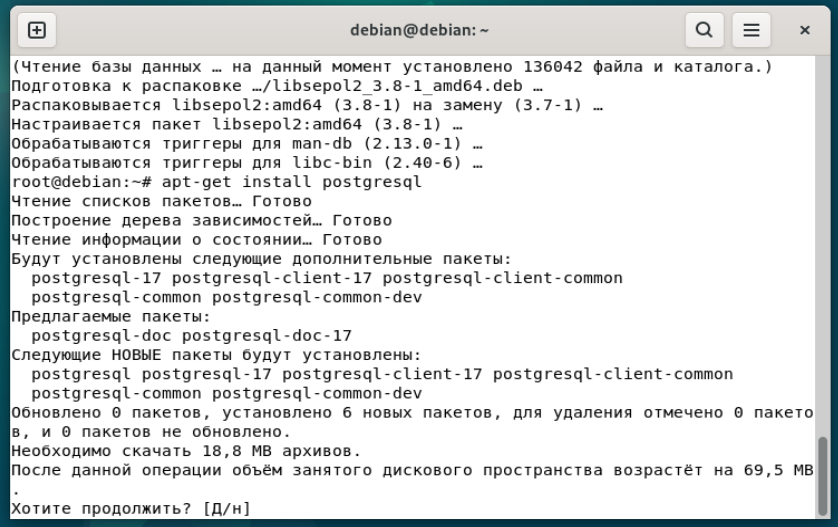 debian@debian: ~
(Чтение базы данных … на данный момент установлено 136042 файла и каталога.)
Подготовка к распаковке …/libsepol2_3.8-1_amd64.deb …
Распаковывается libsepol2:amd64 (3.8-1) на замену (3.7-1) …
Настраивается пакет libsepol2:amd64 (3.8-1) …
Обрабатываются триггеры для man-db (2.13.0-1) …
Обрабатываются триггеры для libc-bin (2.40-6) …
root@debian:~# apt-get install postgresql
Чтение списков пакетов… Готово
Построение дерева зависимостей… Готово
Чтение информации о состоянии… Готово
Будут установлены следующие дополнительные пакеты:
  postgresql-17 postgresql-client-17 postgresql-client-common
  postgresql-common postgresql-common-dev
Предлагаемые пакеты:
  postgresql-doc postgresql-doc-17
Следующие НОВЫЕ пакеты будут установлены:
  postgresql postgresql-17 postgresql-client-17 postgresql-client-common
  postgresql-common postgresql-common-dev
Обновлено 0 пакетов, установлено 6 новых пакетов, для удаления отмечено 0 пакето
в, и 0 пакетов не обновлено.
Необходимо скачать 18,8 MB архивов.
После данной операции объём занятого дискового пространства возрастёт на 69,5 MB
.
Хотите продолжить? [Д/н]